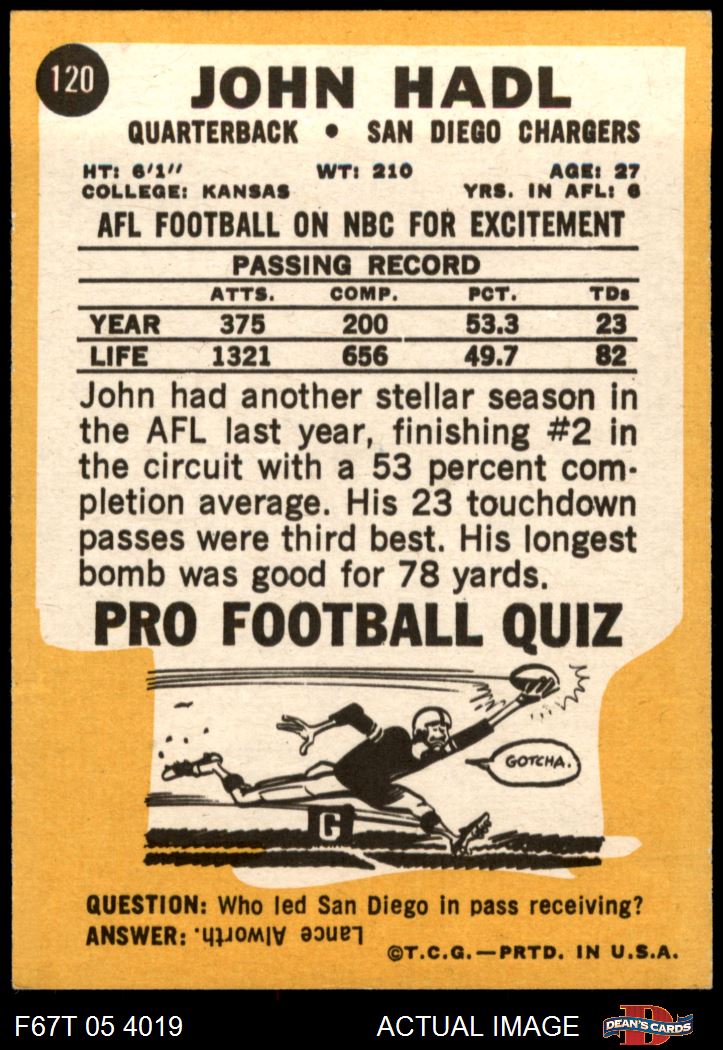 120
JOHN HADL
QUARTERBACK • SAN DIEGO CHARGERS
HT: 6'1" WT: 210 AGE: 27
COLLEGE: KANSAS YRS. IN AFL: 6
AFL FOOTBALL ON NBC FOR EXCITEMENT
PASSING RECORD
ATTS. COMP. PCT. TDs
YEAR 375 200 53.3 23
LIFE 1321 656 49.7 82
John had another stellar season in
the AFL last year, finishing #2 in
the circuit with a 53 percent com-
pletion average. His 23 touchdown
passes were third best. His longest
bomb was good for 78 yards.
PRO FOOTBALL QUIZ
GOTCHA.
G
QUESTION: Who led San Diego in pass receiving?
ANSWER: Lance Alworth.
©T.C.G.—PRTD. IN U.S.A.
F67T 05 4019 ACTUAL IMAGE D DEAN'S CARDS